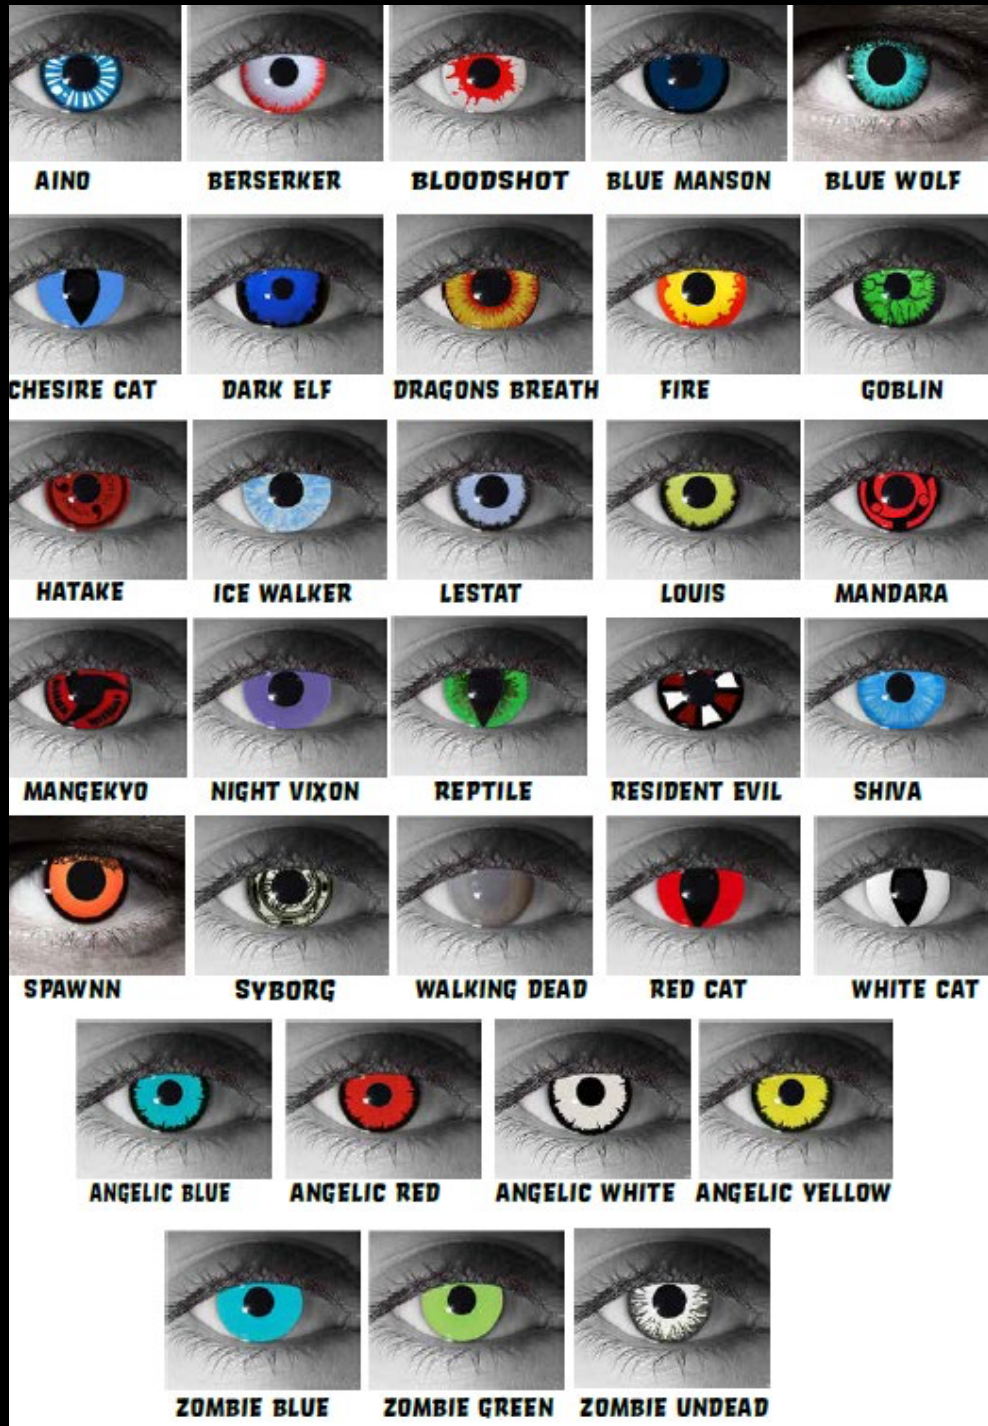 AINO BERSERKER BLOODSHOT BLUE MANSON BLUE WOLF
CHESIRE CAT DARK ELF DRAGONS BREATH FIRE GOBLIN
HATAKE ICE WALKER LESTAT LOUIS MANDARA
MANGEKYO NIGHT VIXON REPTILE RESIDENT EVIL SHIVA
SPAWNN SYBORG WALKING DEAD RED CAT WHITE CAT
ANGELIC BLUE ANGELIC RED ANGELIC WHITE ANGELIC YELLOW
ZOMBIE BLUE ZOMBIE GREEN ZOMBIE UNDEAD